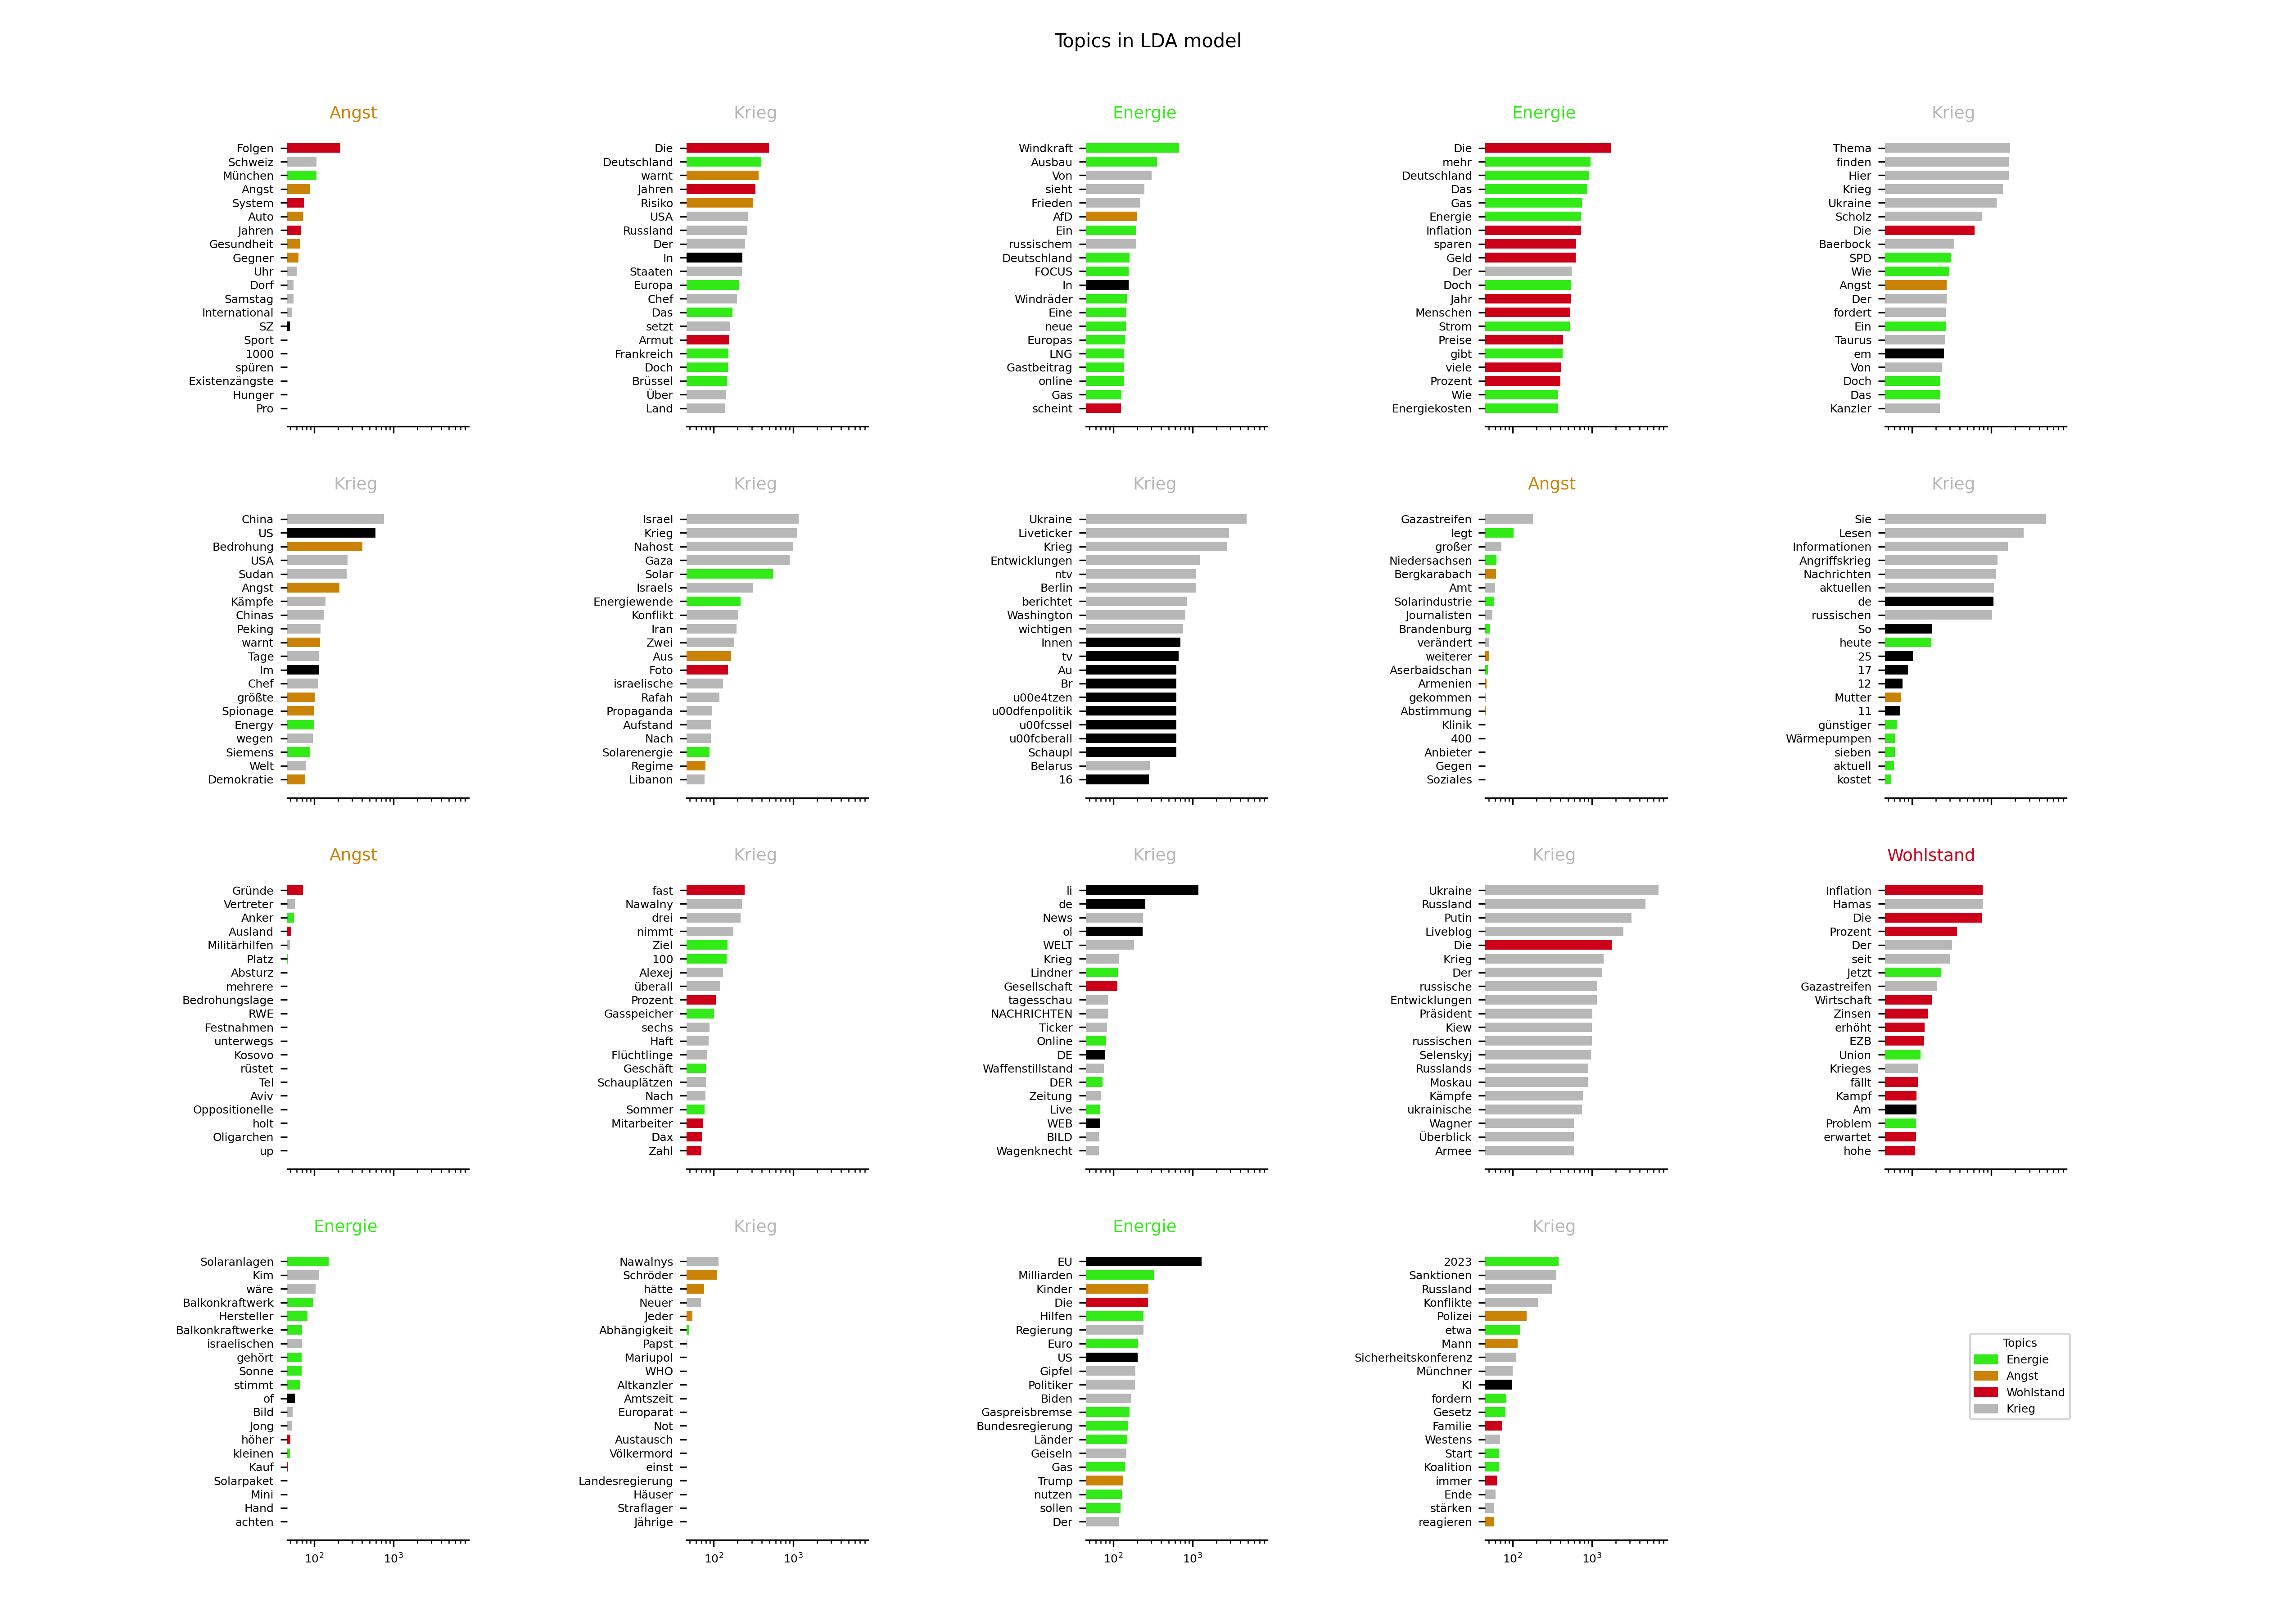 Topics in LDA model
Angst
Folgen
Schweiz
München
Angst
System
Auto
Jahren
Gesundheit
Gegner
Uhr
Dorf
Samstag
International
SZ
Sport
1000
spüren
Existenzängste
Hunger
Pro
Krieg
Die
Deutschland
warnt
Jahren
Risiko
USA
Russland
Der
In
Staaten
Europa
Chef
Das
setzt
Armut
Frankreich
Doch
Brüssel
Über
Land
Energie
Windkraft
Ausbau
Von
sieht
Frieden
AfD
Ein
russischem
Deutschland
FOCUS
In
Windräder
Eine
neue
Europas
LNG
Gastbeitrag
online
Gas
scheint
Energie
Die
mehr
Deutschland
Das
Gas
Energie
Inflation
sparen
Geld
Der
Doch
Jahr
Menschen
Strom
Preise
gibt
viele
Prozent
Wie
Energiekosten
Krieg
Thema
finden
Hier
Krieg
Ukraine
Scholz
Die
Baerbock
SPD
Wie
Angst
Der
fordert
Ein
Taurus
em
Von
Doch
Das
Kanzler
Krieg
China
US
Bedrohung
USA
Sudan
Angst
Kämpfe
Chinas
Peking
warnt
Tage
Im
Chef
größte
Spionage
Energy
wegen
Siemens
Welt
Demokratie
Krieg
Israel
Krieg
Nahost
Gaza
Solar
Israels
Energiewende
Konflikt
Iran
Zwei
Aus
Foto
israelische
Rafah
Propaganda
Aufstand
Nach
Solarenergie
Regime
Libanon
Krieg
Ukraine
Liveticker
Krieg
Entwicklungen
ntv
Berlin
berichtet
Washington
wichtigen
Innen
tv
Au
Br
u00e4tzen
u00dfenpolitik
u00fcssel
u00fcberall
Schaupl
Belarus
16
Angst
Gazastreifen
legt
großer
Niedersachsen
Bergkarabach
Amt
Solarindustrie
Journalisten
Brandenburg
verändert
weiterer
Aserbaidschan
Armenien
gekommen
Abstimmung
Klinik
400
Anbieter
Gegen
Soziales
Krieg
Sie
Lesen
Informationen
Angriffskrieg
Nachrichten
aktuellen
de
russischen
So
heute
25
17
12
Mutter
11
günstiger
Wärmepumpen
sieben
aktuell
kostet
Angst
Gründe
Vertreter
Anker
Ausland
Militärhilfen
Platz
Absturz
mehrere
Bedrohungslage
RWE
Festnahmen
unterwegs
Kosovo
rüstet
Tel
Aviv
Oppositionelle
holt
Oligarchen
up
Krieg
fast
Nawalny
drei
nimmt
Ziel
100
Alexej
überall
Prozent
Gasspeicher
sechs
Haft
Flüchtlinge
Geschäft
Schauplätzen
Nach
Sommer
Mitarbeiter
Dax
Zahl
Krieg
li
de
News
ol
WELT
Krieg
Lindner
Gesellschaft
tagesschau
NACHRICHTEN
Ticker
Online
DE
Waffenstillstand
DER
Zeitung
Live
WEB
BILD
Wagenknecht
Krieg
Ukraine
Russland
Putin
Liveblog
Die
Krieg
Der
russische
Entwicklungen
Präsident
Kiew
russischen
Selenskyj
Russlands
Moskau
Kämpfe
ukrainische
Wagner
Überblick
Armee
Wohlstand
Inflation
Hamas
Die
Prozent
Der
seit
Jetzt
Gazastreifen
Wirtschaft
Zinsen
erhöht
EZB
Union
Krieges
fällt
Kampf
Am
Problem
erwartet
hohe
Energie
Solaranlagen
Kim
wäre
Balkonkraftwerk
Hersteller
Balkonkraftwerke
israelischen
gehört
Sonne
stimmt
of
Bild
Jong
höher
kleinen
Kauf
Solarpaket
Mini
Hand
achten
10² 10³
Krieg
Nawalnys
Schröder
hätte
Neuer
Jeder
Abhängigkeit
Papst
Mariupol
WHO
Altkanzler
Amtszeit
Europarat
Not
Austausch
Völkermord
einst
Landesregierung
Häuser
Straflager
Jährige
10² 10³
Energie
EU
Milliarden
Kinder
Die
Hilfen
Regierung
Euro
US
Gipfel
Politiker
Biden
Gaspreisbremse
Bundesregierung
Länder
Geiseln
Gas
Trump
nutzen
sollen
Der
10² 10³
Krieg
2023
Sanktionen
Russland
Konflikte
Polizei
etwa
Mann
Sicherheitskonferenz
Münchner
KI
fordern
Gesetz
Familie
Westens
Start
Koalition
immer
Ende
stärken
reagieren
10² 10³
Topics
Energie
Angst
Wohlstand
Krieg